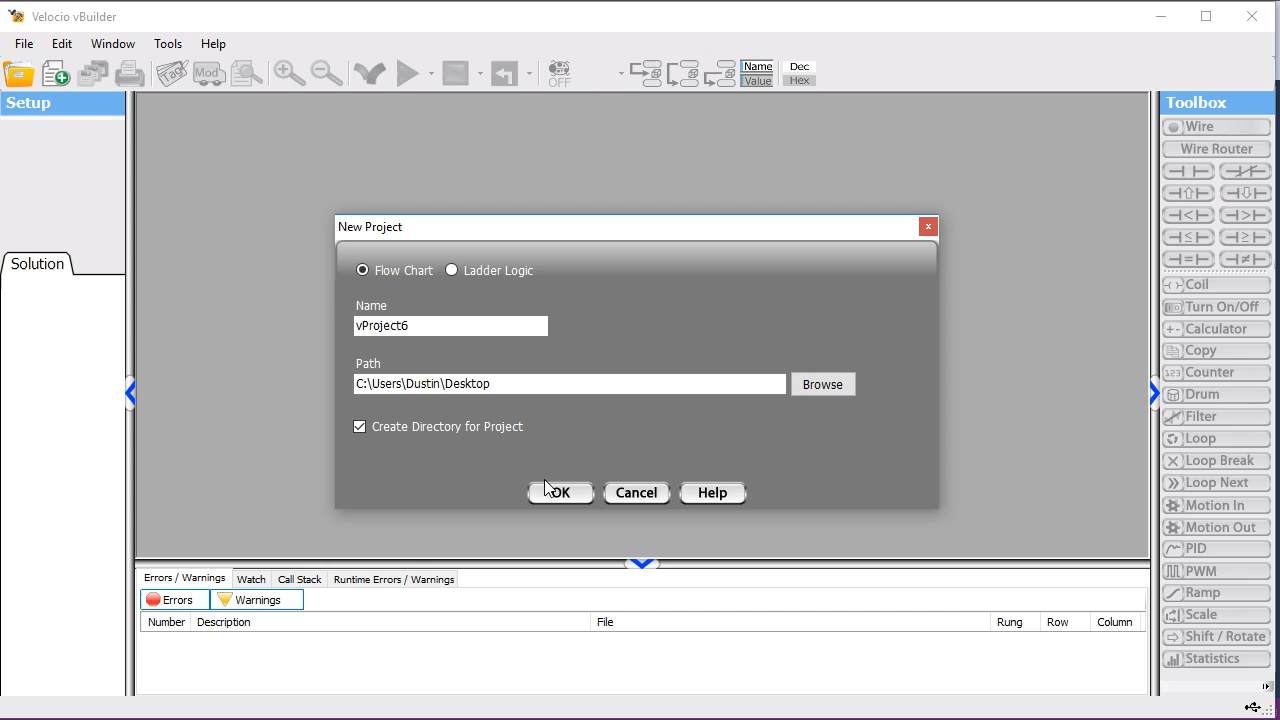 Velocio vBuilder
File Edit Window Tools Help
Tag Mod OFF Name Value Dec Hex
Setup
Solution
New Project
Flow Chart Ladder Logic
Name
vProject6
Path
C:\Users\Dustin\Desktop Browse
Create Directory for Project
OK Cancel Help
Errors / Warnings Watch Call Stack Runtime Errors / Warnings
Errors Warnings
Number Description File Rung Row Column
Toolbox
Wire
Wire Router
Coil
Turn On/Off
Calculator
Copy
123 Counter
Drum
Filter
Loop
Loop Break
Loop Next
Motion In
Motion Out
PID
PWM
Ramp
Scale
Shift / Rotate
Statistics